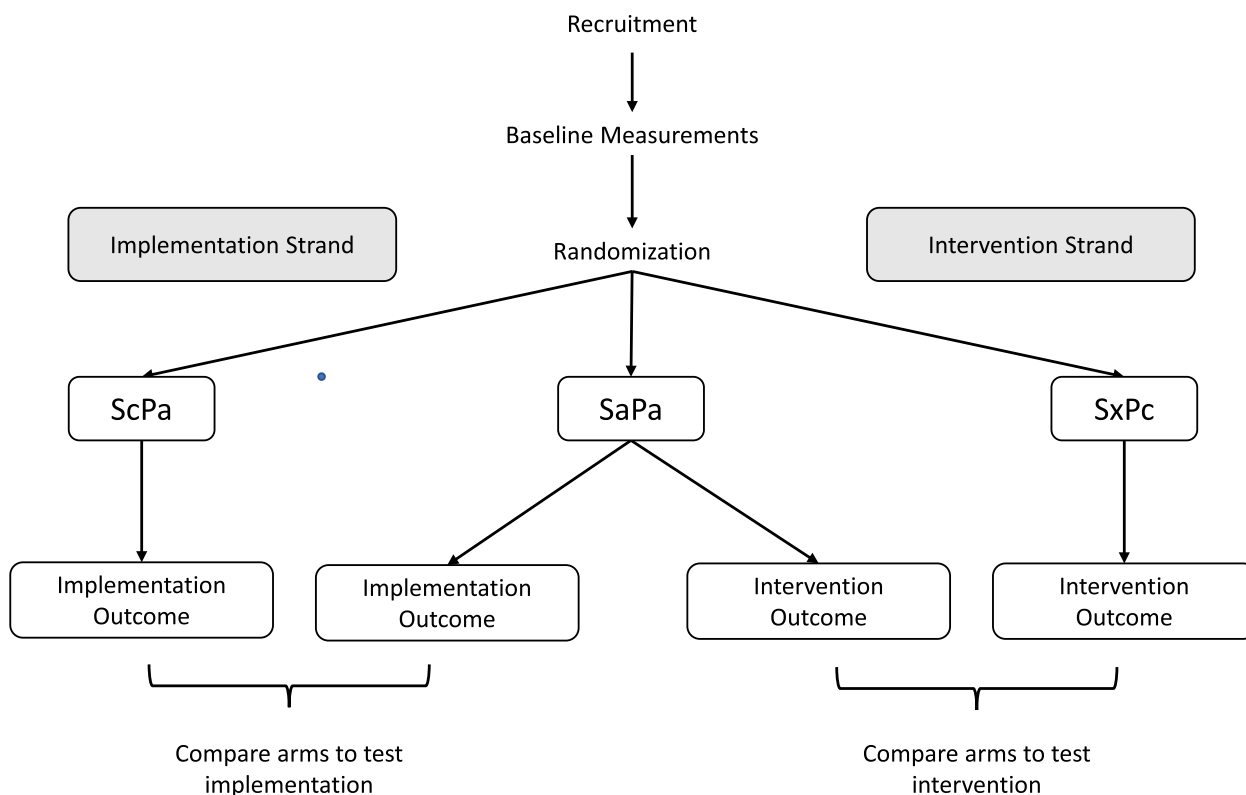 Recruitment
Baseline Measurements
Implementation Strand
Randomization
Intervention Strand
ScPa
SaPa
SxPc
Implementation
Outcome
Implementation
Outcome
Intervention
Outcome
Intervention
Outcome
Compare arms to test
implementation
Compare arms to test
intervention